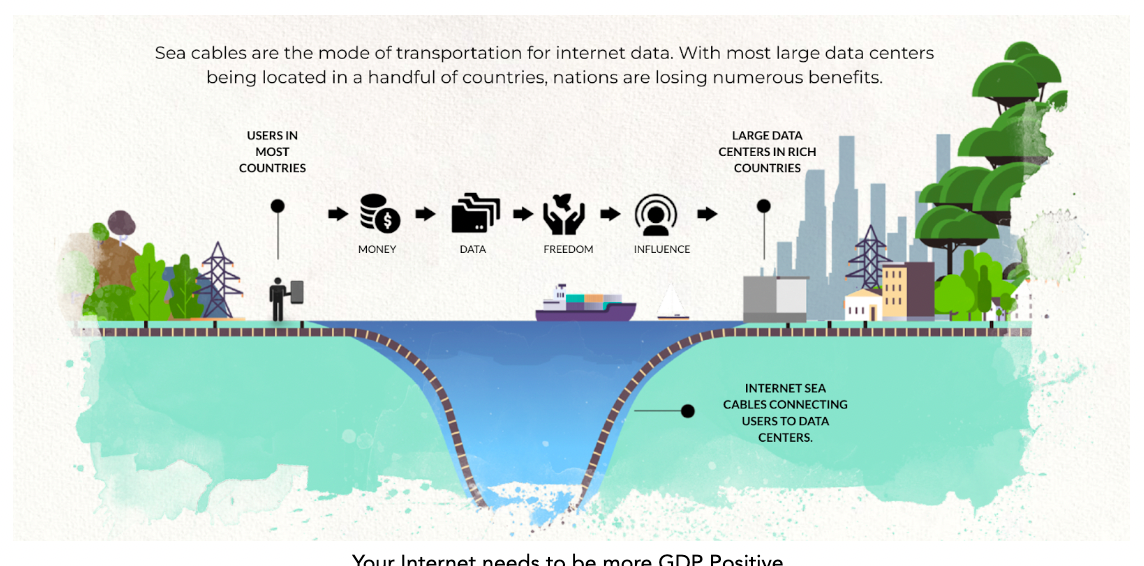 Sea cables are the mode of transportation for internet data. With most large data centers
being located in a handful of countries, nations are losing numerous benefits.
USERS IN
MOST
COUNTRIES
LARGE DATA
CENTERS IN RICH
COUNTRIES
MONEY
DATA
FREEDOM
INFLUENCE
INTERNET SEA
CABLES CONNECTING
USERS TO DATA
CENTERS.
Your Internet needs to be more GDP Positive